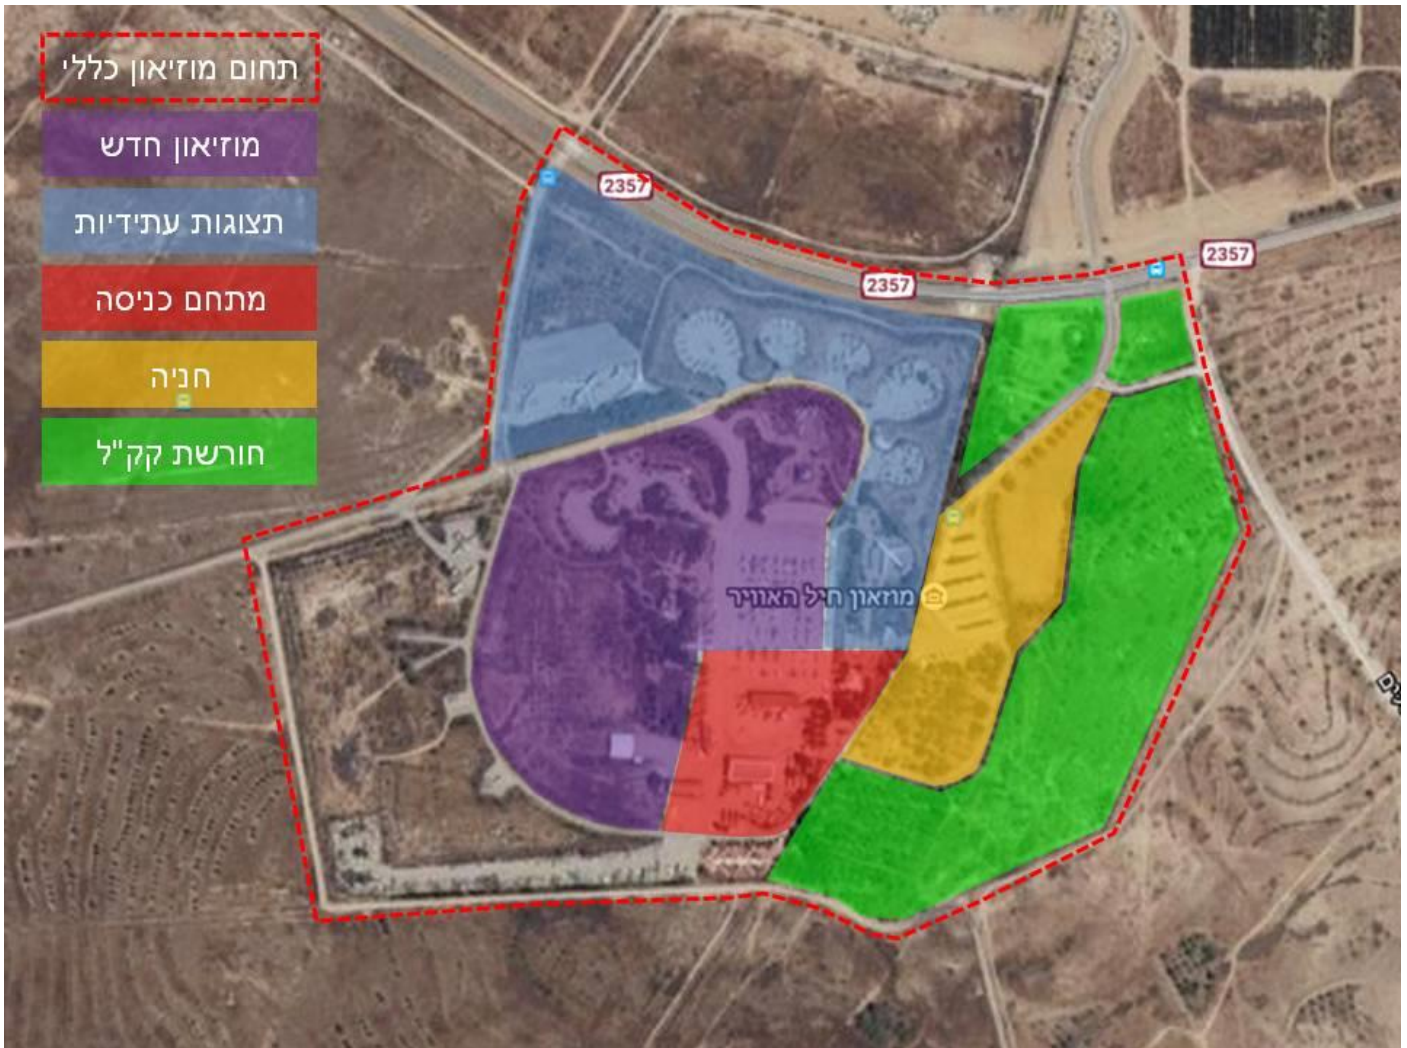 תחום מוזיאון כללי
מוזיאון חדש
תצוגות עתידיות
מתחם כניסה
חניה
חורשת קק"ל
2357
2357
2357
מוזאון חיל האוויר